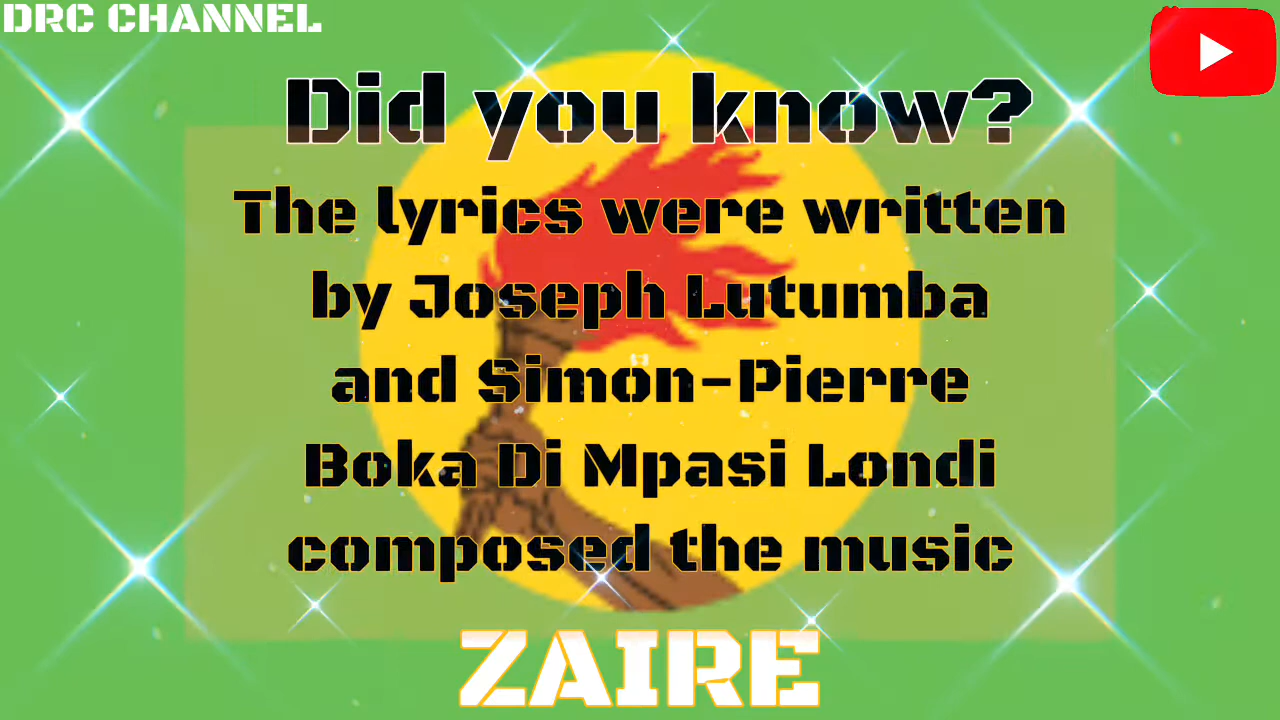 DRC CHANNEL
Did you know?
The lyrics were written
by Joseph Lutumba
and Simon-Pierre
Boka Di Mpasi Londi
composed the music
ZAIRE